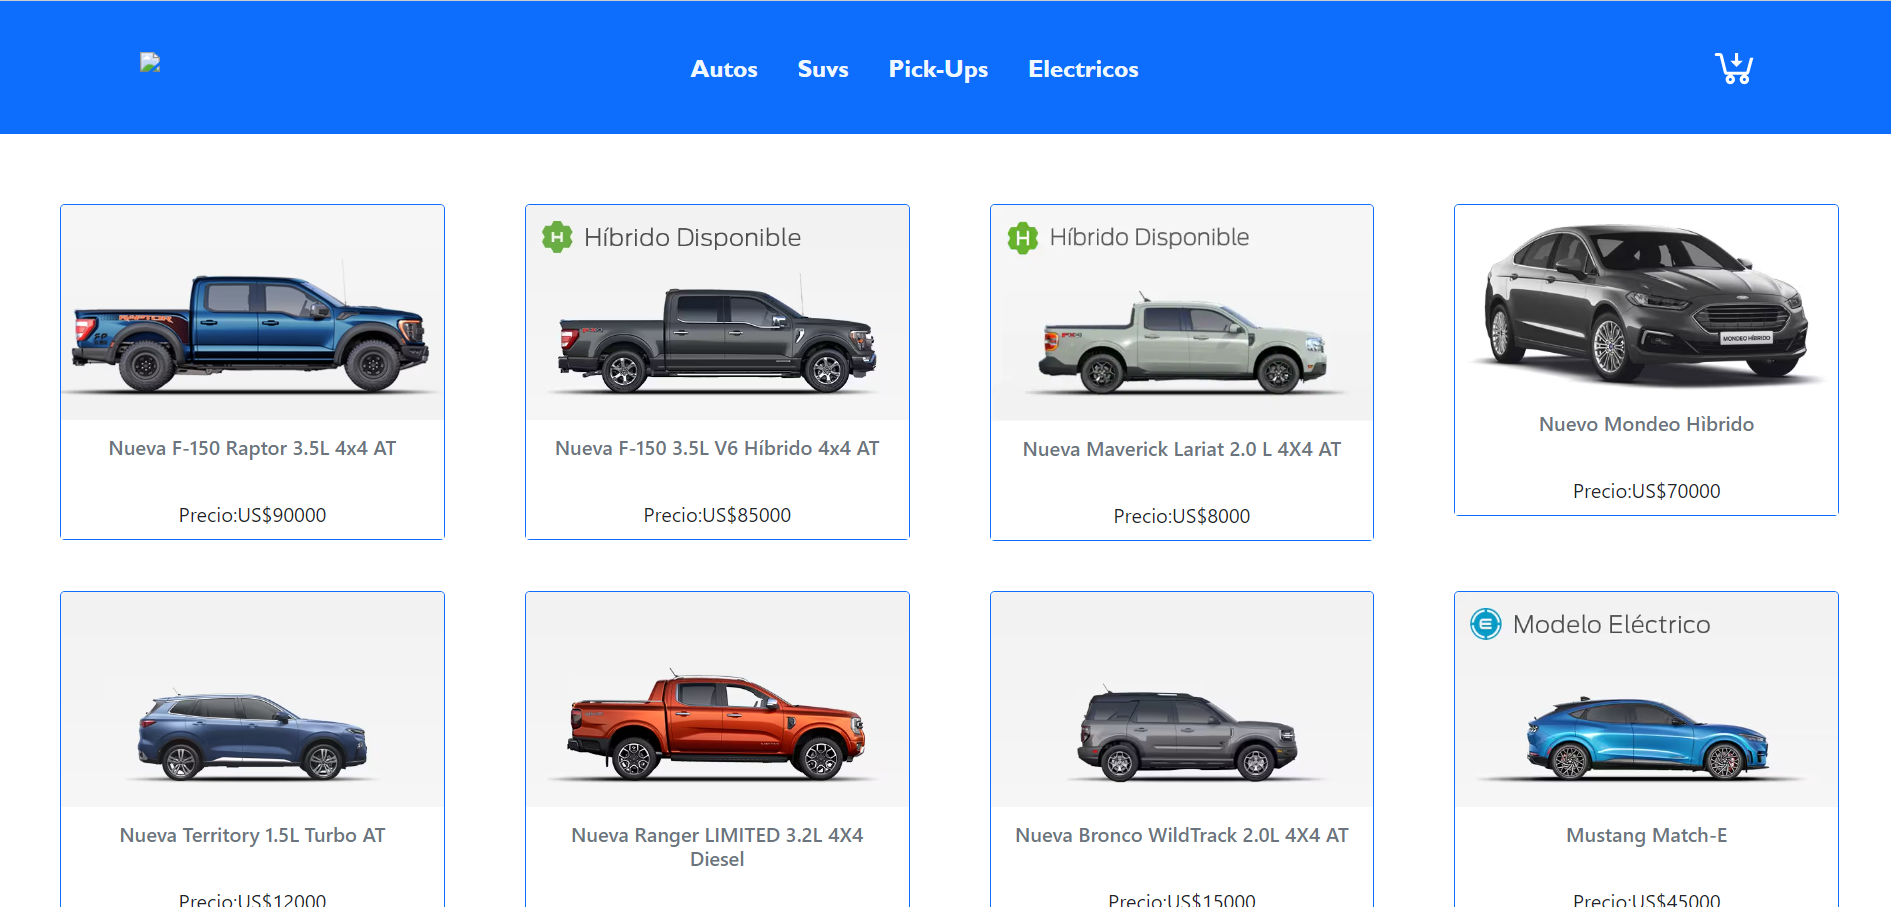 Autos Suvs Pick-Ups Electricos
Híbrido Disponible
Híbrido Disponible
RAPTOR
MONDEO HÍBRIDO
Nueva F-150 Raptor 3.5L 4x4 AT
Nueva F-150 3.5L V6 Híbrido 4x4 AT
Nueva Maverick Lariat 2.0 L 4X4 AT
Nuevo Mondeo Hìbrido
Precio:US$90000
Precio:US$85000
Precio:US$8000
Precio:US$70000
Modelo Eléctrico
Nueva Territory 1.5L Turbo AT
Nueva Ranger LIMITED 3.2L 4X4
Diesel
Nueva Bronco WildTrack 2.0L 4X4 AT
Mustang Match-E
Precio:US$12000
Precio:US$15000
Precio:US$45000